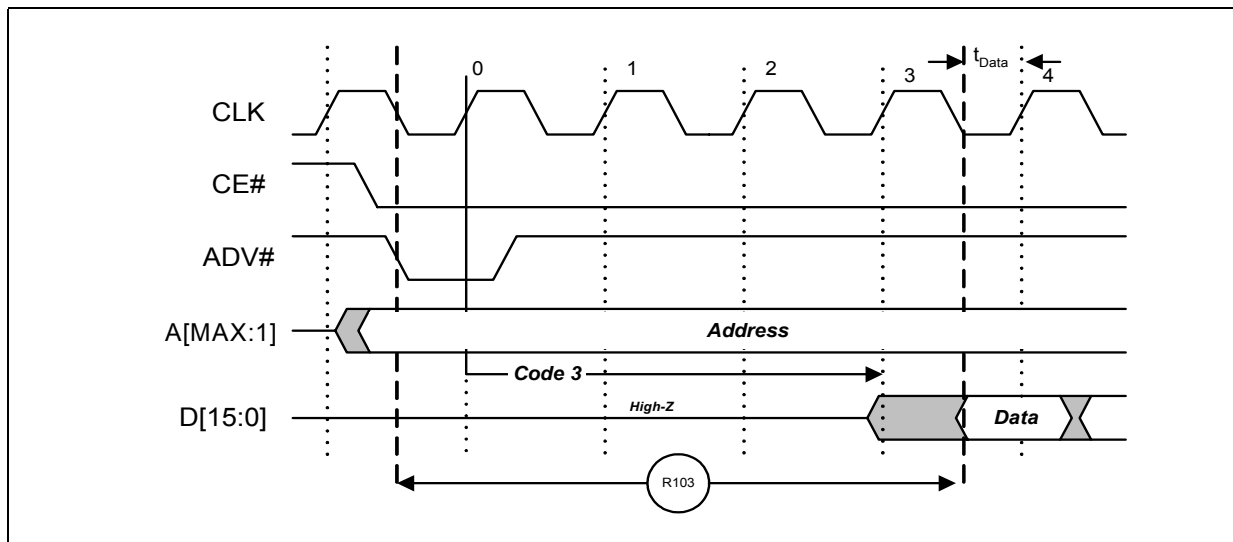 t_Data
0 1 2 3 4
CLK
CE#
ADV#
A[MAX:1] Address
Code 3
D[15:0] High-Z Data
R103